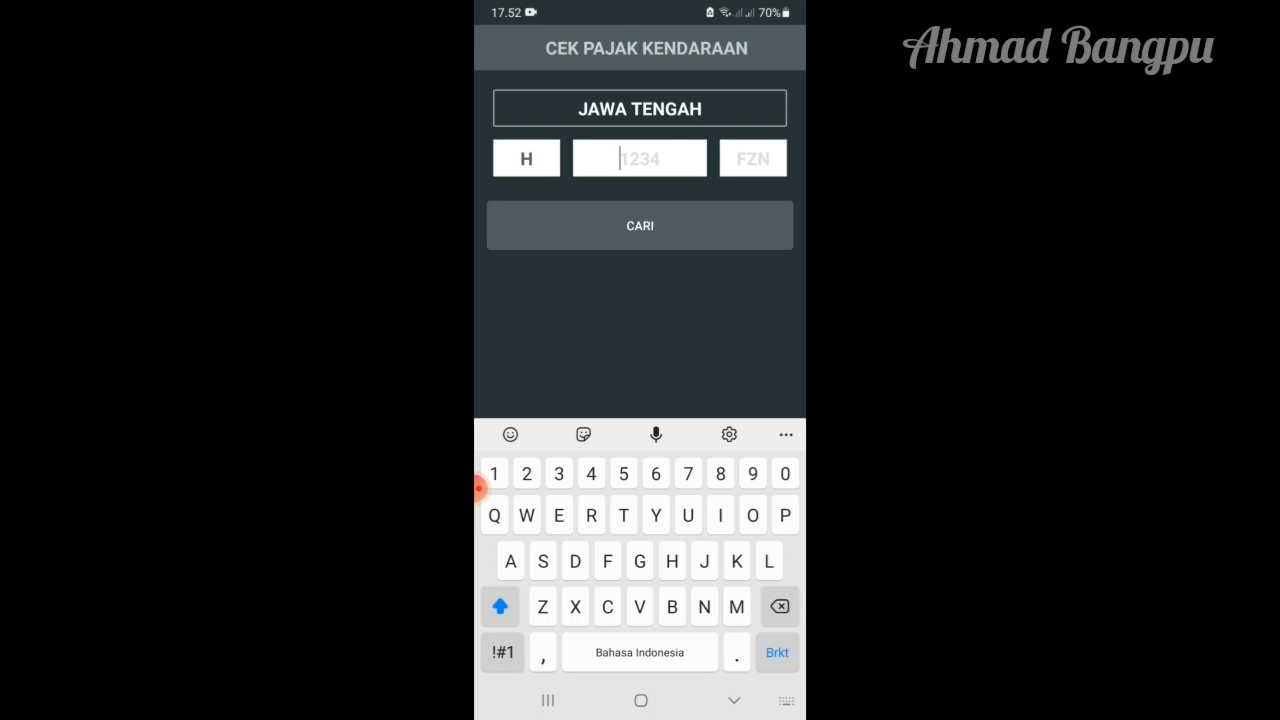 17.52
70%
Ahmad Bangpu
CEK PAJAK KENDARAAN
JAWA TENGAH
H 1234 FZN
CARI
1 2 3 4 5 6 7 8 9 0
Q W E R T Y U I O P
A S D F G H J K L
Z X C V B N M
!#1 , Bahasa Indonesia . Brkt